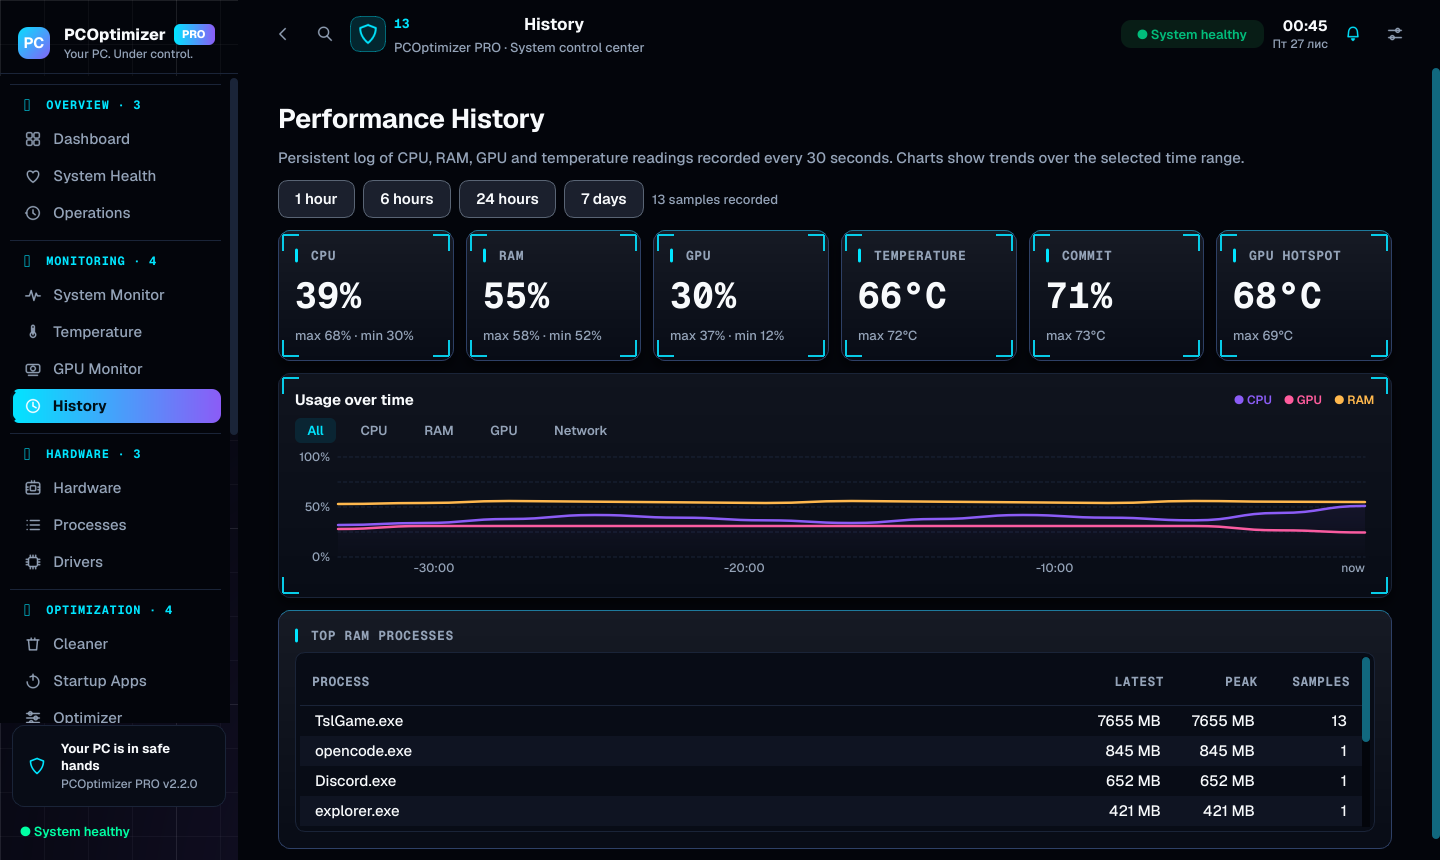 PC
PCOptimizer PRO
Your PC. Under control.
OVERVIEW · 3
Dashboard
System Health
Operations
MONITORING · 4
System Monitor
Temperature
GPU Monitor
History
HARDWARE · 3
Hardware
Processes
Drivers
OPTIMIZATION · 4
Cleaner
Startup Apps
Optimizer
Your PC is in safe
hands
PCOptimizer PRO v2.2.0
System healthy
13 History
PCOptimizer PRO · System control center
System healthy
00:45
Пт 27 лис
Performance History
Persistent log of CPU, RAM, GPU and temperature readings recorded every 30 seconds. Charts show trends over the selected time range.
1 hour 6 hours 24 hours 7 days 13 samples recorded
CPU RAM GPU TEMPERATURE COMMIT GPU HOTSPOT
39% 55% 30% 66°C 71% 68°C
max 68% · min 30% max 58% · min 52% max 37% · min 12% max 72°C max 73°C max 69°C
Usage over time CPU GPU RAM
All CPU RAM GPU Network
100%
50%
0%
-30:00 -20:00 -10:00 now
TOP RAM PROCESSES
PROCESS LATEST PEAK SAMPLES
TslGame.exe 7655 MB 7655 MB 13
opencode.exe 845 MB 845 MB 1
Discord.exe 652 MB 652 MB 1
explorer.exe 421 MB 421 MB 1